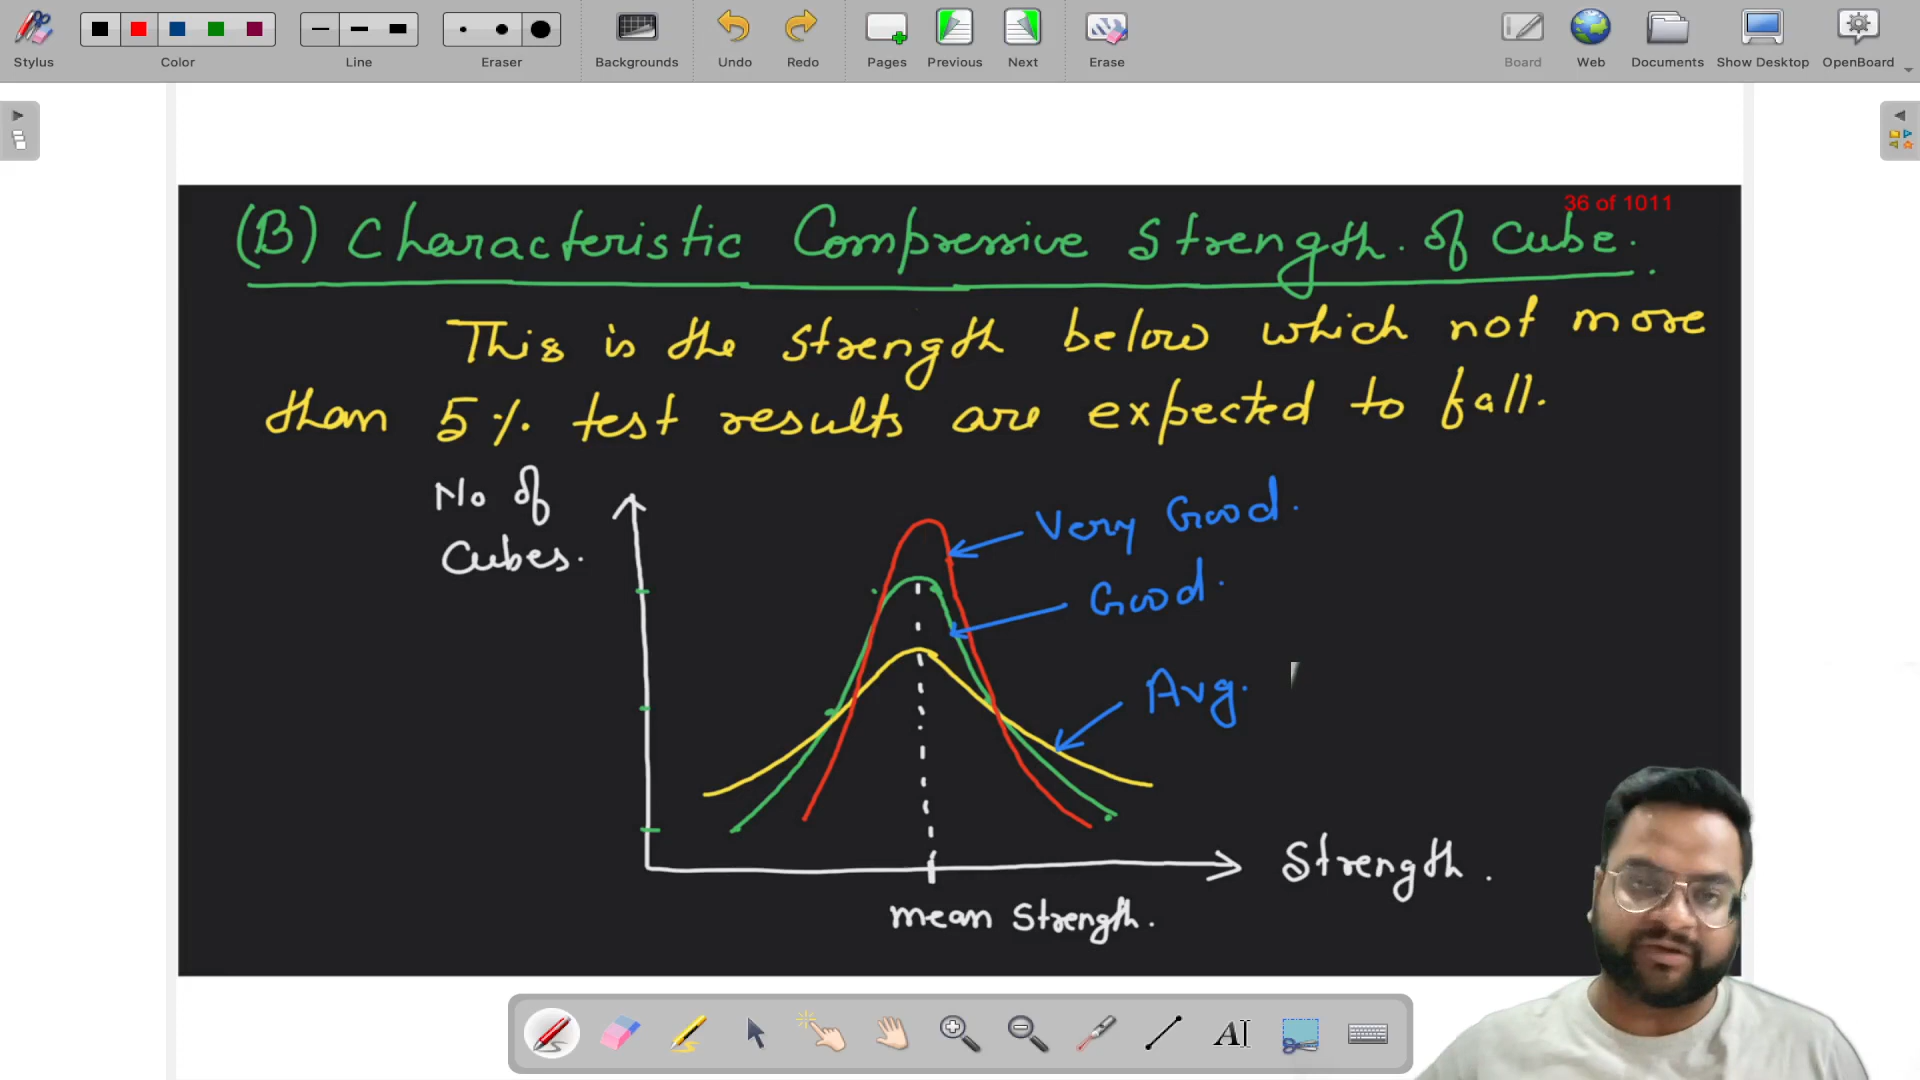 Stylus
Color
Line
Eraser
Backgrounds
Undo
Redo
Pages
Previous
Next
Erase
Board
Web
Documents
Show Desktop
OpenBoard
36 of 1011
(B) Characteristic Compressive Strength. of Cube.
This is the strength below which not more
than 5% test results are expected to fall.
No of
Cubes.
Very Good.
Good.
Avg.
Strength.
mean Strength.